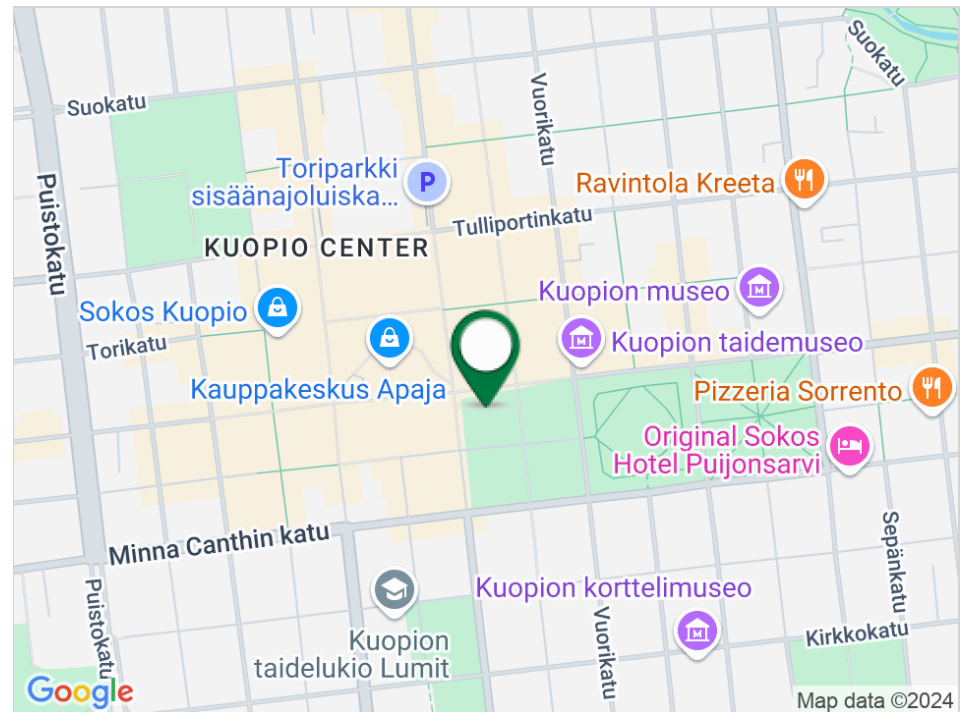 Suokatu
Suokatu
Vuorikatu
Toriparkki
sisäänajoluiska...
P
Ravintola Kreeta
Puistokatu
Tulliportinkatu
KUOPIO CENTER
Kuopion museo
M
Sokos Kuopio
Torikatu
M
Kuopion taidemuseo
Kauppakeskus Apaja
Pizzeria Sorrento
Original Sokos
Hotel Puijonsarvi
Minna Canthin katu
Sepänkatu
Puistokatu
Kuopion korttelimuseo
M
Vuorikatu
Kuopion
taidelukio Lumit
Kirkkokatu
Google
Map data ©2024